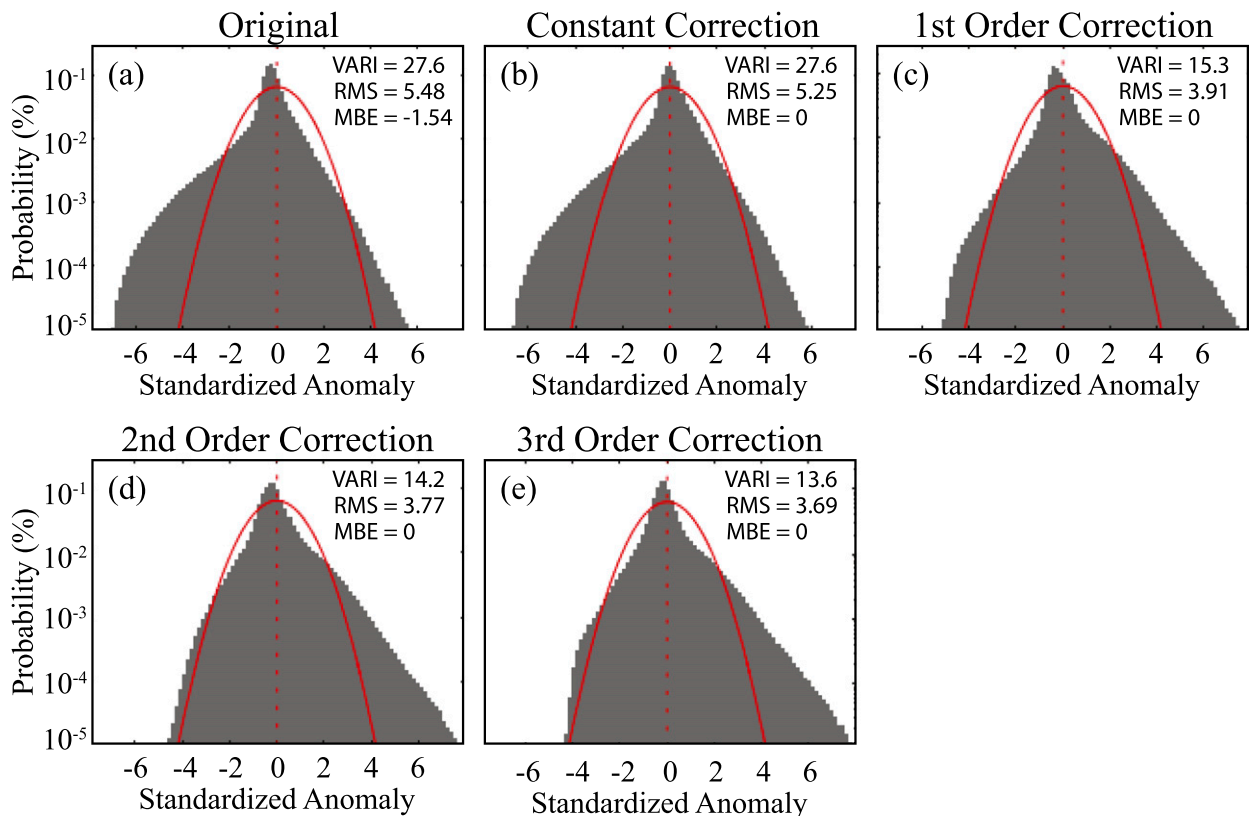 Original
(a)
VARI = 27.6
RMS = 5.48
MBE = -1.54
Probability (%)
10-1
10-2
10-3
10-4
10-5
-6 -4 -2 0 2 4 6
Standardized Anomaly
Constant Correction
(b)
VARI = 27.6
RMS = 5.25
MBE = 0
-6 -4 -2 0 2 4 6
Standardized Anomaly
1st Order Correction
(c)
VARI = 15.3
RMS = 3.91
MBE = 0
-6 -4 -2 0 2 4 6
Standardized Anomaly
2nd Order Correction
(d)
VARI = 14.2
RMS = 3.77
MBE = 0
Probability (%)
10-1
10-2
10-3
10-4
10-5
-6 -4 -2 0 2 4 6
Standardized Anomaly
3rd Order Correction
(e)
VARI = 13.6
RMS = 3.69
MBE = 0
-6 -4 -2 0 2 4 6
Standardized Anomaly